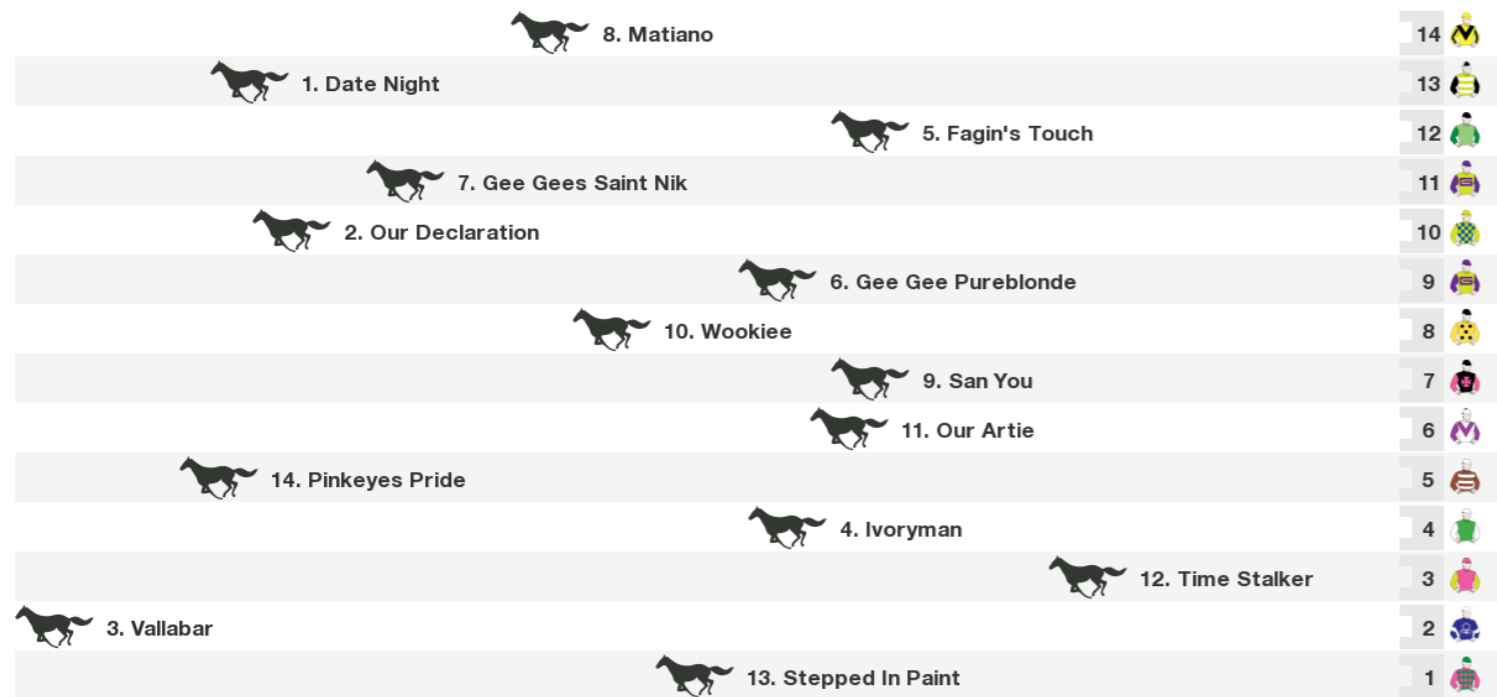 8. Matiano 14
1. Date Night 13
5. Fagin's Touch 12
7. Gee Gees Saint Nik 11
2. Our Declaration 10
6. Gee Gee Pureblonde 9
10. Wookiee 8
9. San You 7
11. Our Artie 6
14. Pinkeyes Pride 5
4. Ivoryman 4
12. Time Stalker 3
3. Vallabar 2
13. Stepped In Paint 1